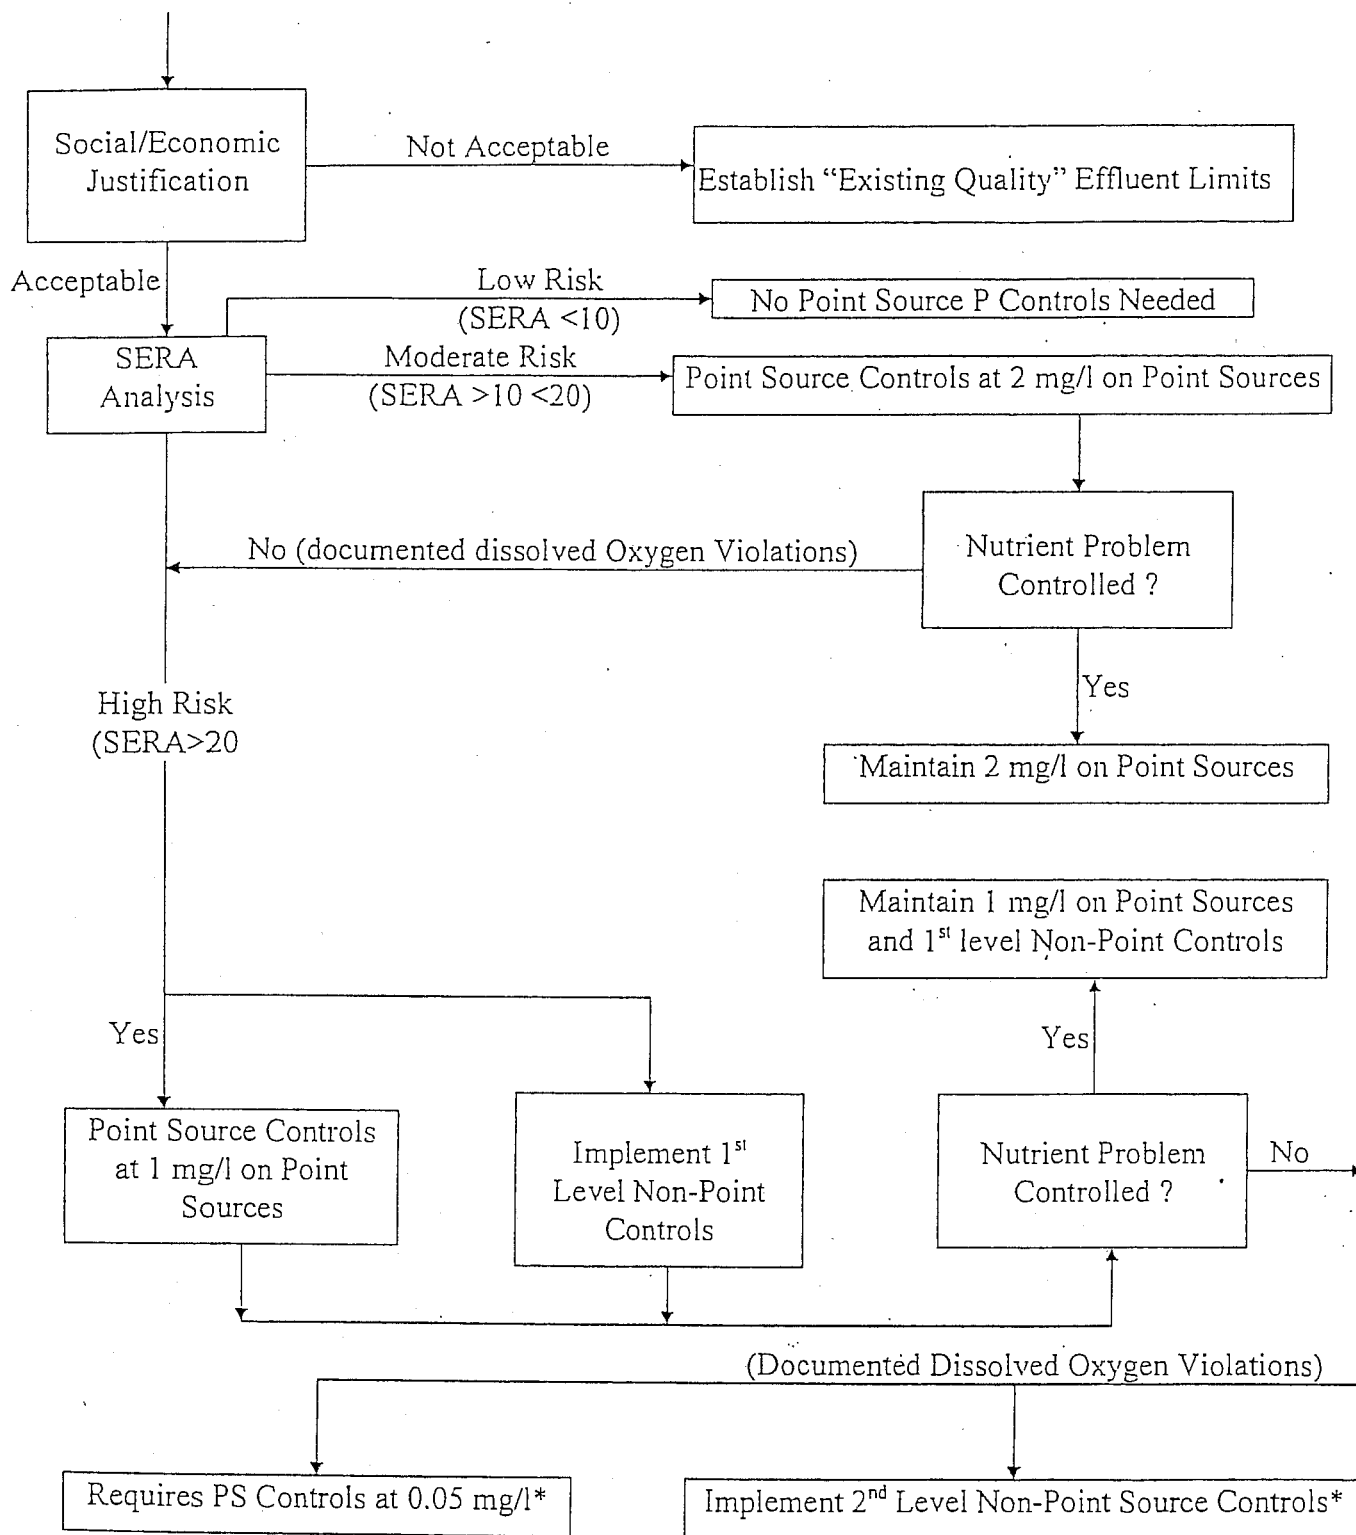 Social/Economic
Justification
Not Acceptable
Establish “Existing Quality” Effluent Limits
Acceptable
Low Risk
(SERA <10)
No Point Source P Controls Needed
SERA
Analysis
Moderate Risk
(SERA >10 <20)
Point Source Controls at 2 mg/l on Point Sources
No (documented dissolved Oxygen Violations)
Nutrient Problem
Controlled ?
Yes
High Risk
(SERA>20
Maintain 2 mg/l on Point Sources
Maintain 1 mg/l on Point Sources
and 1st level Non-Point Controls
Yes
Yes
Point Source Controls
at 1 mg/l on Point
Sources
Implement 1st
Level Non-Point
Controls
Nutrient Problem
Controlled ?
No
(Documented Dissolved Oxygen Violations)
Requires PS Controls at 0.05 mg/l*
Implement 2nd Level Non-Point Source Controls*